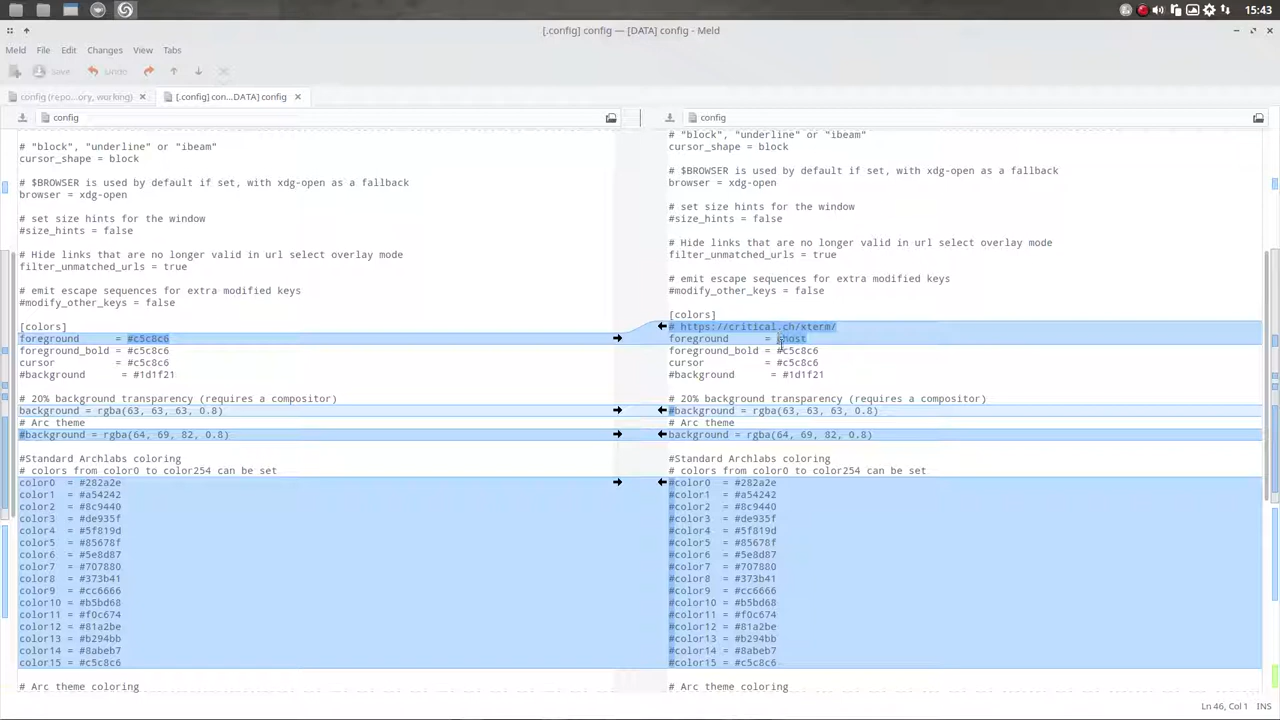 15:43
[.config] config — [DATA] config - Meld
Meld File Edit Changes View Tabs
Save Undo
config (repo...ory, working)
[.config] con...DATA] config
config
# "block", "underline" or "ibeam"
cursor_shape = block
# $BROWSER is used by default if set, with xdg-open as a fallback
browser = xdg-open
# set size hints for the window
#size_hints = false
# Hide links that are no longer valid in url select overlay mode
filter_unmatched_urls = true
# emit escape sequences for extra modified keys
#modify_other_keys = false
[colors]
foreground = #c5c8c6
foreground_bold = #c5c8c6
cursor = #c5c8c6
#background = #1d1f21
# 20% background transparency (requires a compositor)
background = rgba(63, 63, 63, 0.8)
# Arc theme
#background = rgba(64, 69, 82, 0.8)
#Standard Archlabs coloring
# colors from color0 to color254 can be set
color0 = #282a2e
color1 = #a54242
color2 = #8c9440
color3 = #de935f
color4 = #5f819d
color5 = #85678f
color6 = #5e8d87
color7 = #707880
color8 = #373b41
color9 = #cc6666
color10 = #b5bd68
color11 = #f0c674
color12 = #81a2be
color13 = #b294bb
color14 = #8abeb7
color15 = #c5c8c6
# Arc theme coloring
config
# "block", "underline" or "ibeam"
cursor_shape = block
# $BROWSER is used by default if set, with xdg-open as a fallback
browser = xdg-open
# set size hints for the window
#size_hints = false
# Hide links that are no longer valid in url select overlay mode
filter_unmatched_urls = true
# emit escape sequences for extra modified keys
#modify_other_keys = false
[colors]
# https://critical.ch/xterm/
foreground =
foreground_bold = #c5c8c6
cursor = #c5c8c6
#background = #1d1f21
# 20% background transparency (requires a compositor)
#background = rgba(63, 63, 63, 0.8)
# Arc theme
background = rgba(64, 69, 82, 0.8)
#Standard Archlabs coloring
# colors from color0 to color254 can be set
#color0 = #282a2e
#color1 = #a54242
#color2 = #8c9440
#color3 = #de935f
#color4 = #5f819d
#color5 = #85678f
#color6 = #5e8d87
#color7 = #707880
#color8 = #373b41
#color9 = #cc6666
#color10 = #b5bd68
#color11 = #f0c674
#color12 = #81a2be
#color13 = #b294bb
#color14 = #8abeb7
#color15 = #c5c8c6
# Arc theme coloring
Ln 46, Col 1 INS